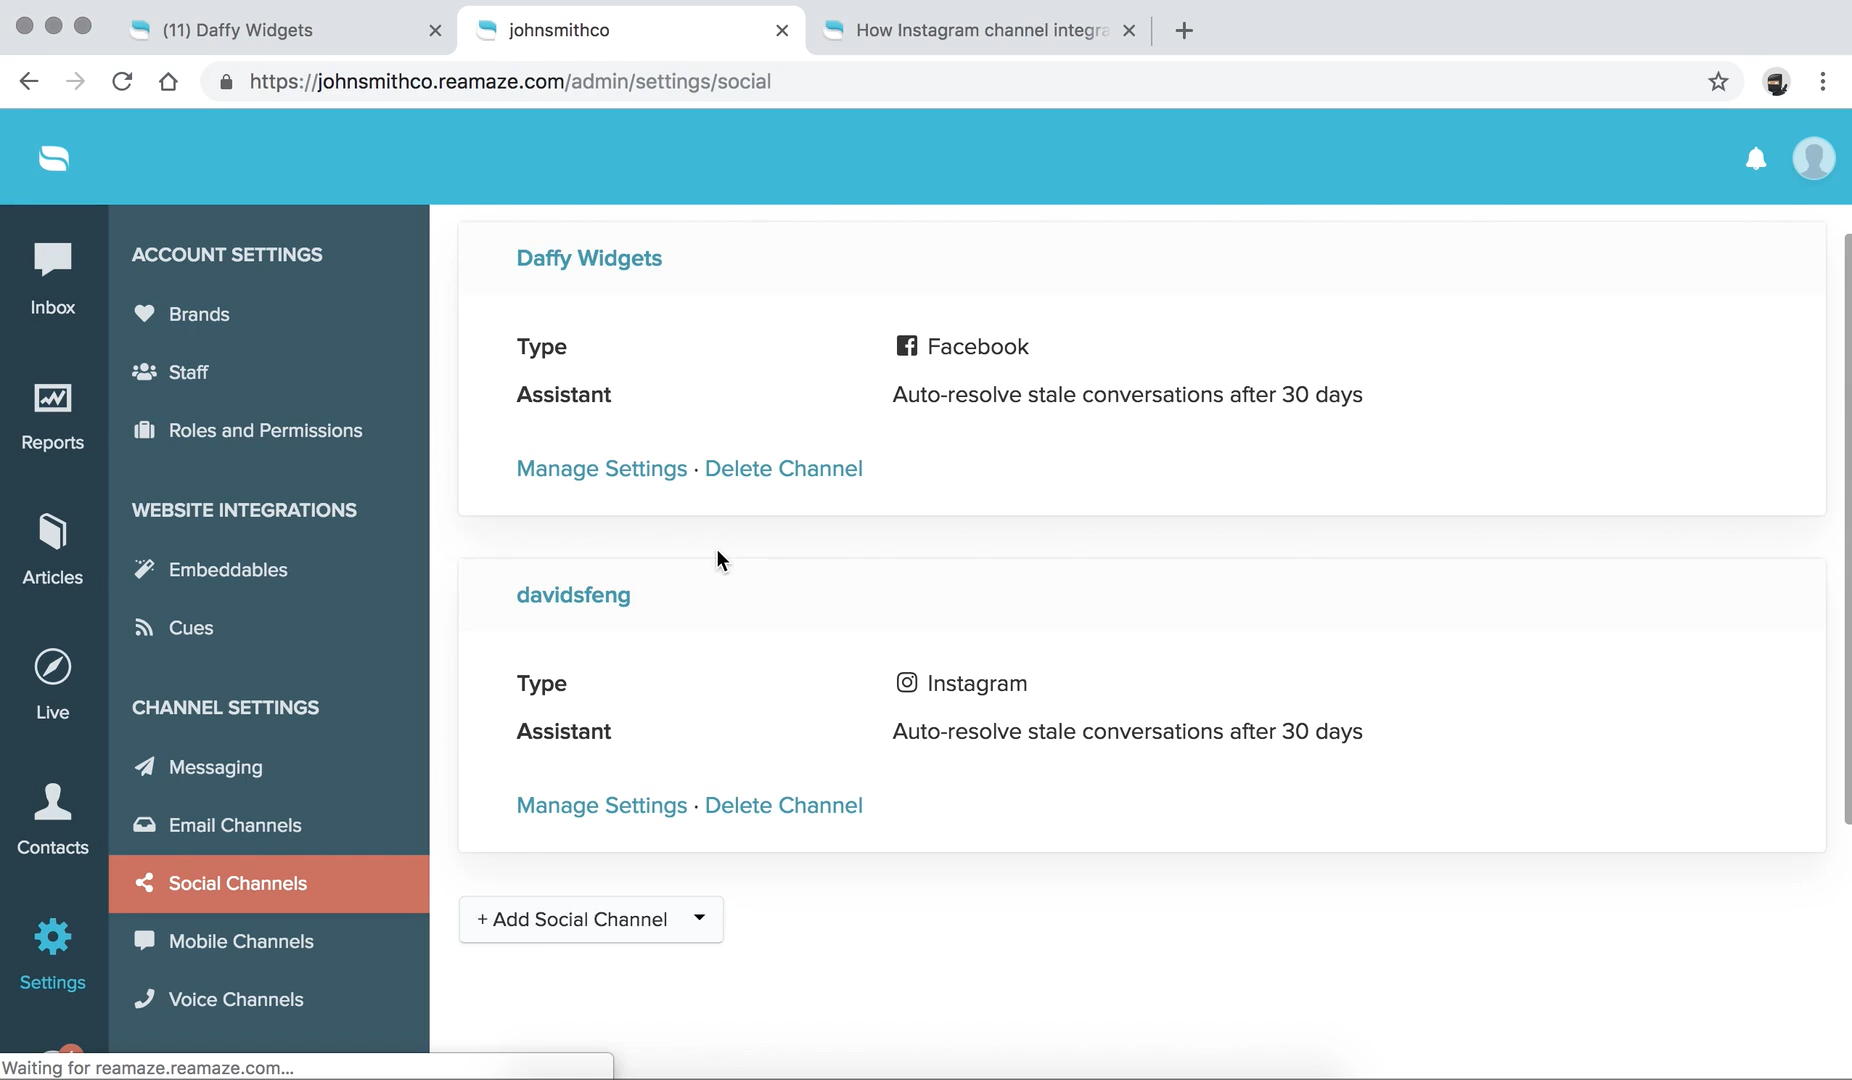 (11) Daffy Widgets
johnsmithco
How Instagram channel integra
https://johnsmithco.reamaze.com/admin/settings/social
Inbox
Reports
Articles
Live
Contacts
Settings
ACCOUNT SETTINGS
Brands
Staff
Roles and Permissions
WEBSITE INTEGRATIONS
Embeddables
Cues
CHANNEL SETTINGS
Messaging
Email Channels
Social Channels
Mobile Channels
Voice Channels
Daffy Widgets
Type Facebook
Assistant Auto-resolve stale conversations after 30 days
Manage Settings · Delete Channel
davidsfeng
Type Instagram
Assistant Auto-resolve stale conversations after 30 days
Manage Settings · Delete Channel
+ Add Social Channel
Waiting for reamaze.reamaze.com...